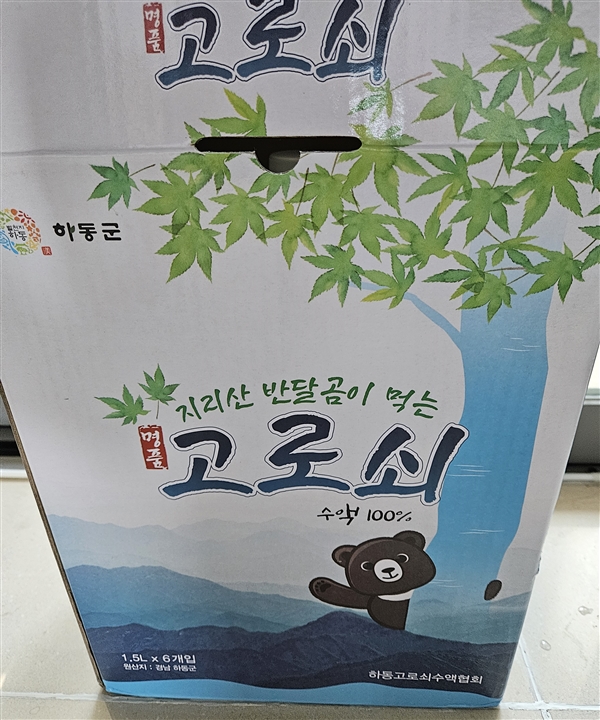 명품
고로쇠
하동
하동군
지리산 반달곰이 먹는
명품
고로쇠
수액 100%
1.5L x 6개입
원산지 : 경남 하동군
하동고로쇠수액협회